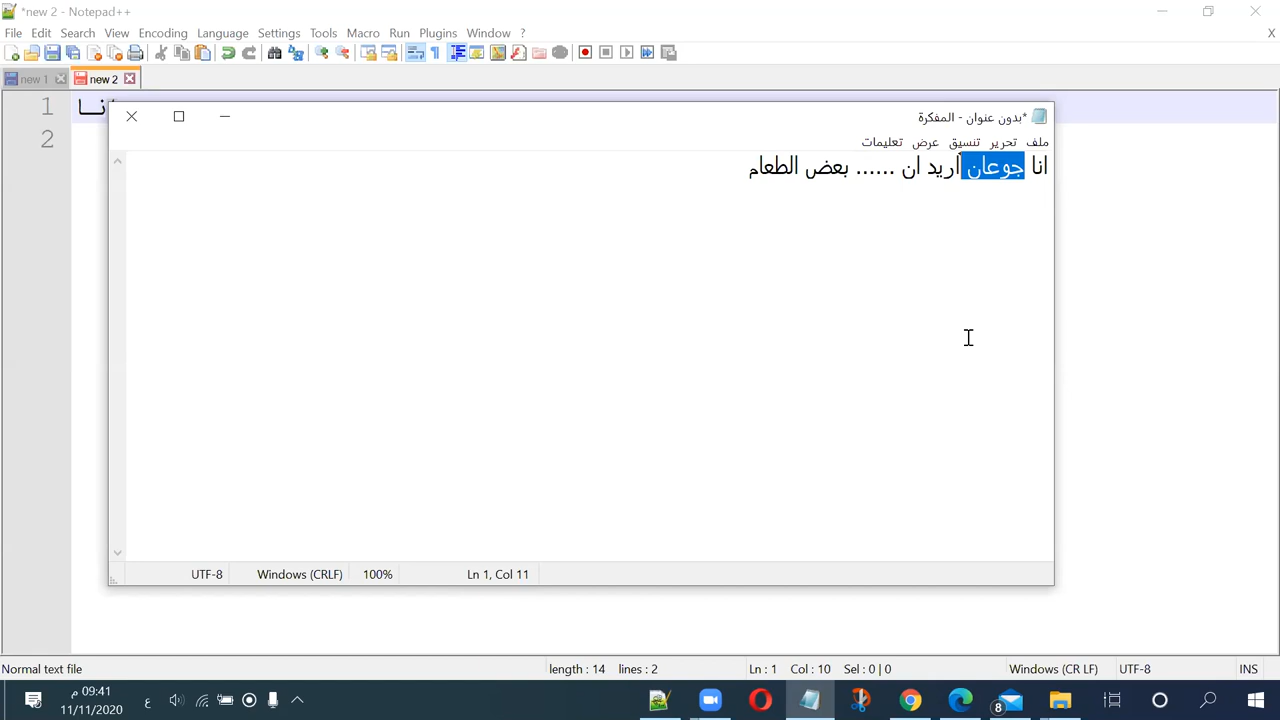 *new 2 - Notepad++
File Edit Search View Encoding Language Settings Tools Macro Run Plugins Window ?
X
new 1
new 2
1
2
*بدون عنوان - المفكرة
ملف تحرير تنسيق عرض تعليمات
انا جوعان أريد ان ...... بعض الطعام
UTF-8 Windows (CRLF) 100% Ln 1, Col 11
Normal text file length : 14 lines : 2 Ln : 1 Col : 10 Sel : 0 | 0 Windows (CR LF) UTF-8 INS
09:41 م
11/11/2020
ع
8